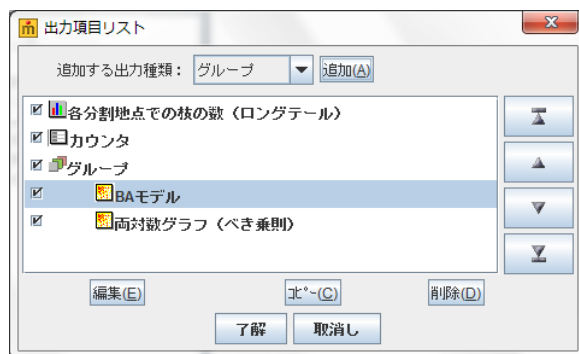 出力項目リスト
追加する出力種類： グループ 追加(A)
各分割地点での枝の数（ロングテール）
カウンタ
グループ
BAモデル
両対数グラフ（べき乗則）
編集(E) ｺﾋﾟｰ(C) 削除(D)
了解 取消し